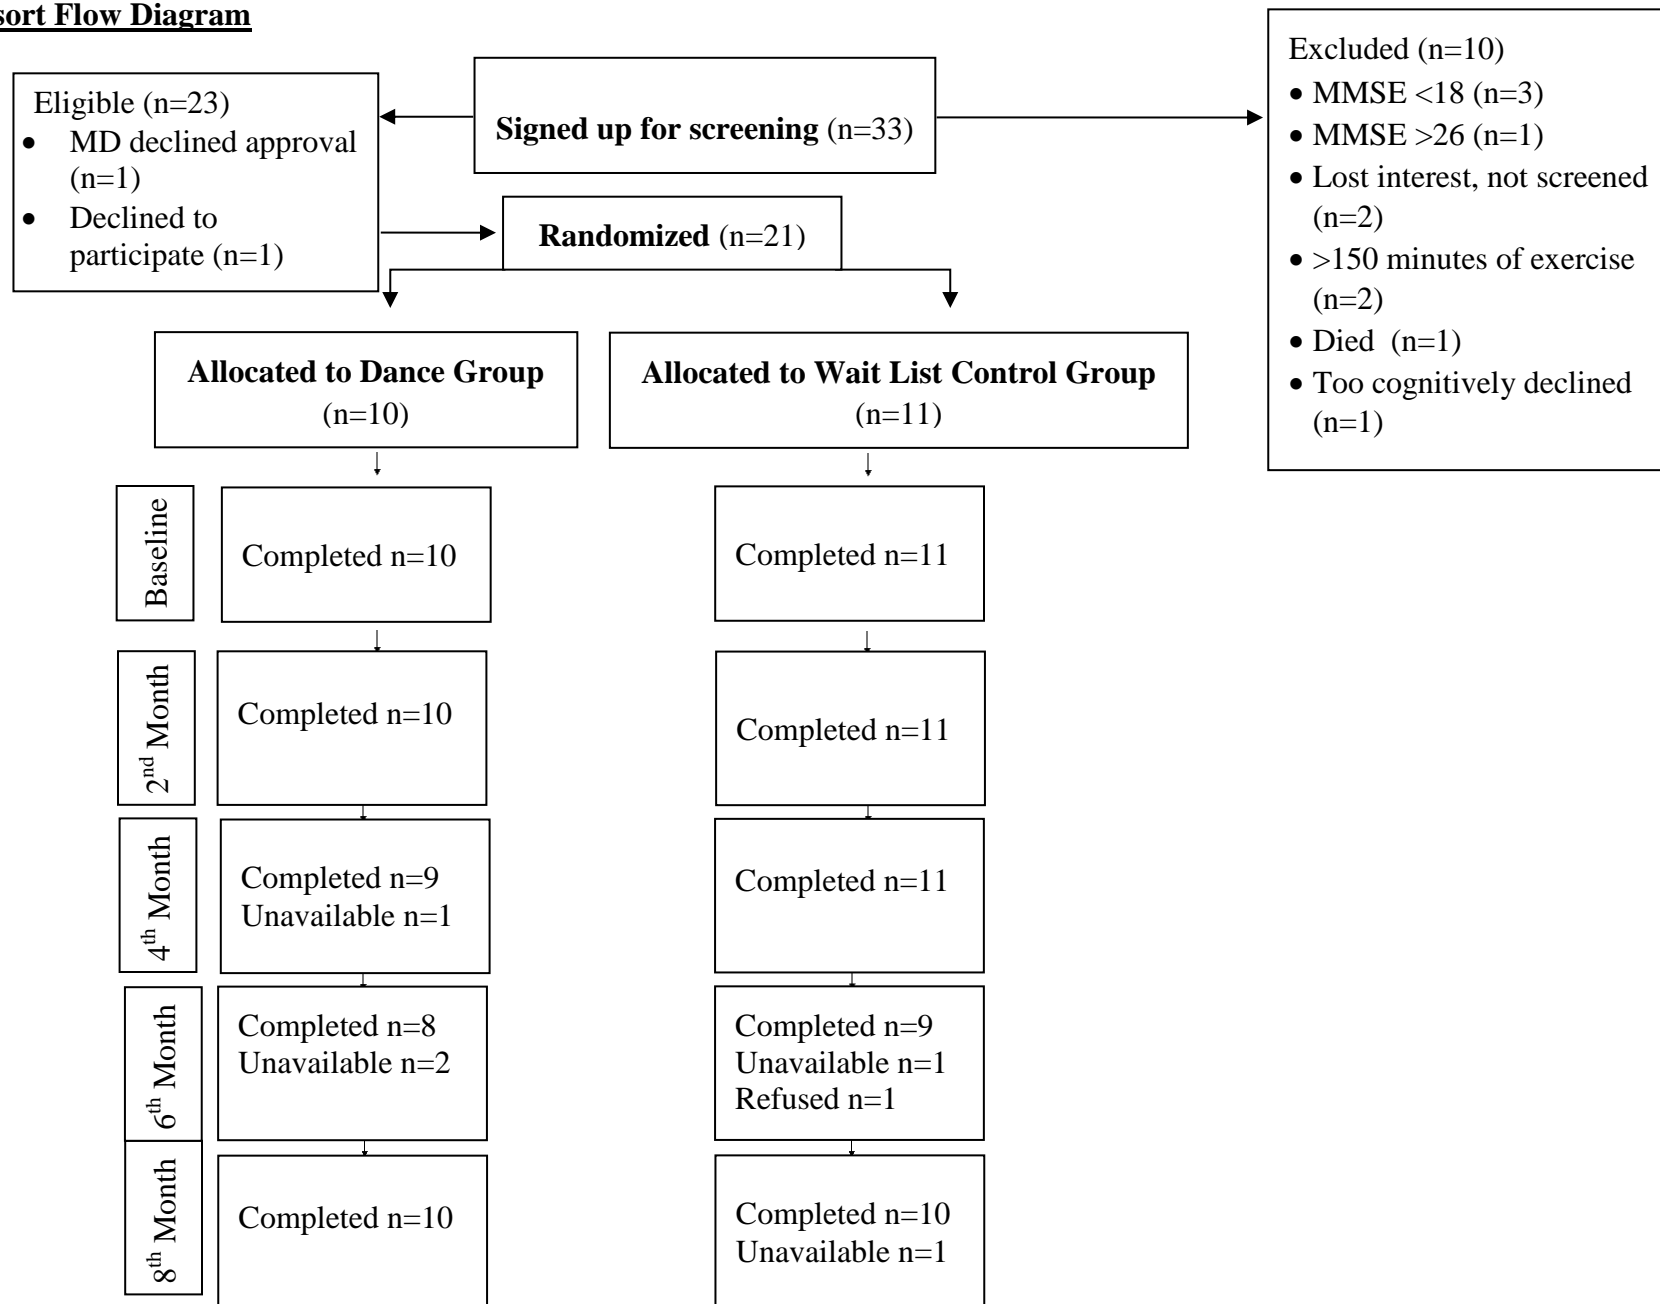 sort Flow Diagram
Signed up for screening (n=33)
Eligible (n=23)
• MD declined approval
(n=1)
• Declined to
participate (n=1)
Excluded (n=10)
• MMSE <18 (n=3)
• MMSE >26 (n=1)
• Lost interest, not screened
(n=2)
• >150 minutes of exercise
(n=2)
• Died (n=1)
• Too cognitively declined
(n=1)
Randomized (n=21)
Allocated to Dance Group
(n=10)
Allocated to Wait List Control Group
(n=11)
Baseline
Completed n=10
Completed n=11
2nd Month
Completed n=10
Completed n=11
4th Month
Completed n=9
Unavailable n=1
Completed n=11
6th Month
Completed n=8
Unavailable n=2
Completed n=9
Unavailable n=1
Refused n=1
8th Month
Completed n=10
Completed n=10
Unavailable n=1